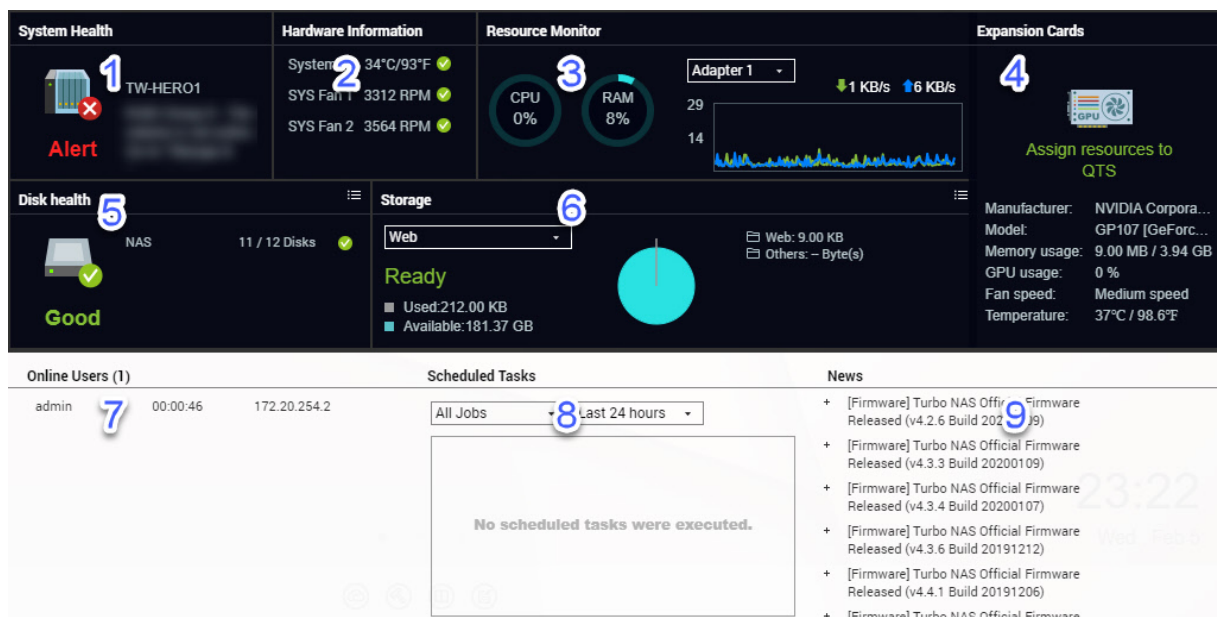 System Health
1
TW-HERO1
Alert
Hardware Information
2
System 34°C/93°F
SYS Fan 1 3312 RPM
SYS Fan 2 3564 RPM
Resource Monitor
3
CPU
0%
RAM
8%
Adapter 1
1 KB/s 6 KB/s
29
14
Expansion Cards
4
GPU
Assign resources to
QTS
Manufacturer: NVIDIA Corpora...
Model: GP107 [GeForc...
Memory usage: 9.00 MB / 3.94 GB
GPU usage: 0 %
Fan speed: Medium speed
Temperature: 37°C / 98.6°F
Disk health
5
NAS 11 / 12 Disks
Good
Storage
6
Web
Ready
Used:212.00 KB
Available:181.37 GB
Web: 9.00 KB
Others: – Byte(s)
Online Users (1)
7
admin 00:00:46 172.20.254.2
Scheduled Tasks
8
All Jobs Last 24 hours
No scheduled tasks were executed.
News
9
+ [Firmware] Turbo NAS Official Firmware
Released (v4.2.6 Build
+ [Firmware] Turbo NAS Official Firmware
Released (v4.3.3 Build 20200109)
+ [Firmware] Turbo NAS Official Firmware
Released (v4.3.4 Build 20200107)
+ [Firmware] Turbo NAS Official Firmware
Released (v4.3.6 Build 20191212)
+ [Firmware] Turbo NAS Official Firmware
Released (v4.4.1 Build 20191206)
+ [Firmware] Turbo NAS Official Firmware
23:22
Wed